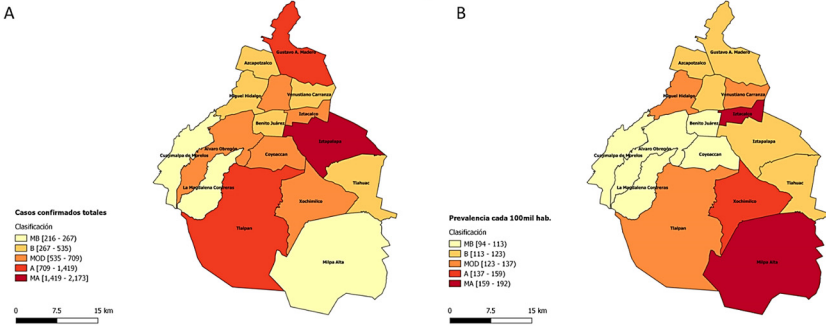 A
Gustavo A. Madero
Azcapotzalco
Miguel Hidalgo
Venustiano Carranza
Iztacalco
Benito Juárez
Iztapalapa
Cuajimalpa de Morelos
Álvaro Obregón
Coyoacan
La Magdalena Contreras
Tlahuac
Xochimilco
Tlalpan
Milpa Alta
Casos confirmados totales
Clasificación
MB [216 - 267)
B [267 - 535)
MOD [535 - 709)
A [709 - 1,419)
MA [1,419 - 2,173]
0 7.5 15 km
B
Gustavo A. Madero
Azcapotzalco
Miguel Hidalgo
Venustiano Carranza
Iztacalco
Benito Juárez
Iztapalapa
Cuajimalpa de Morelos
Álvaro Obregón
Coyoacan
La Magdalena Contreras
Tlahuac
Xochimilco
Tlalpan
Milpa Alta
Prevalencia cada 100mil hab.
Clasificación
MB [94 - 113)
B [113 - 123)
MOD [123 - 137)
A [137 - 159)
MA [159 - 192]
0 7.5 15 km